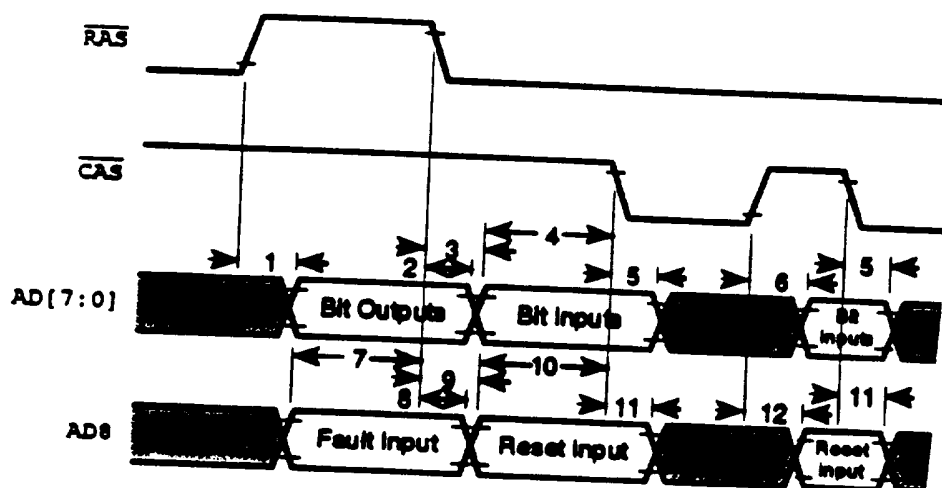 RAS
CAS
4
1
2
3
5
6
5
AD[7:0]
Bit Outputs
Bit Inputs
Bit Inputs
7
8
9
10
11
12
11
AD8
Fault Input
Reset Input
Reset Input